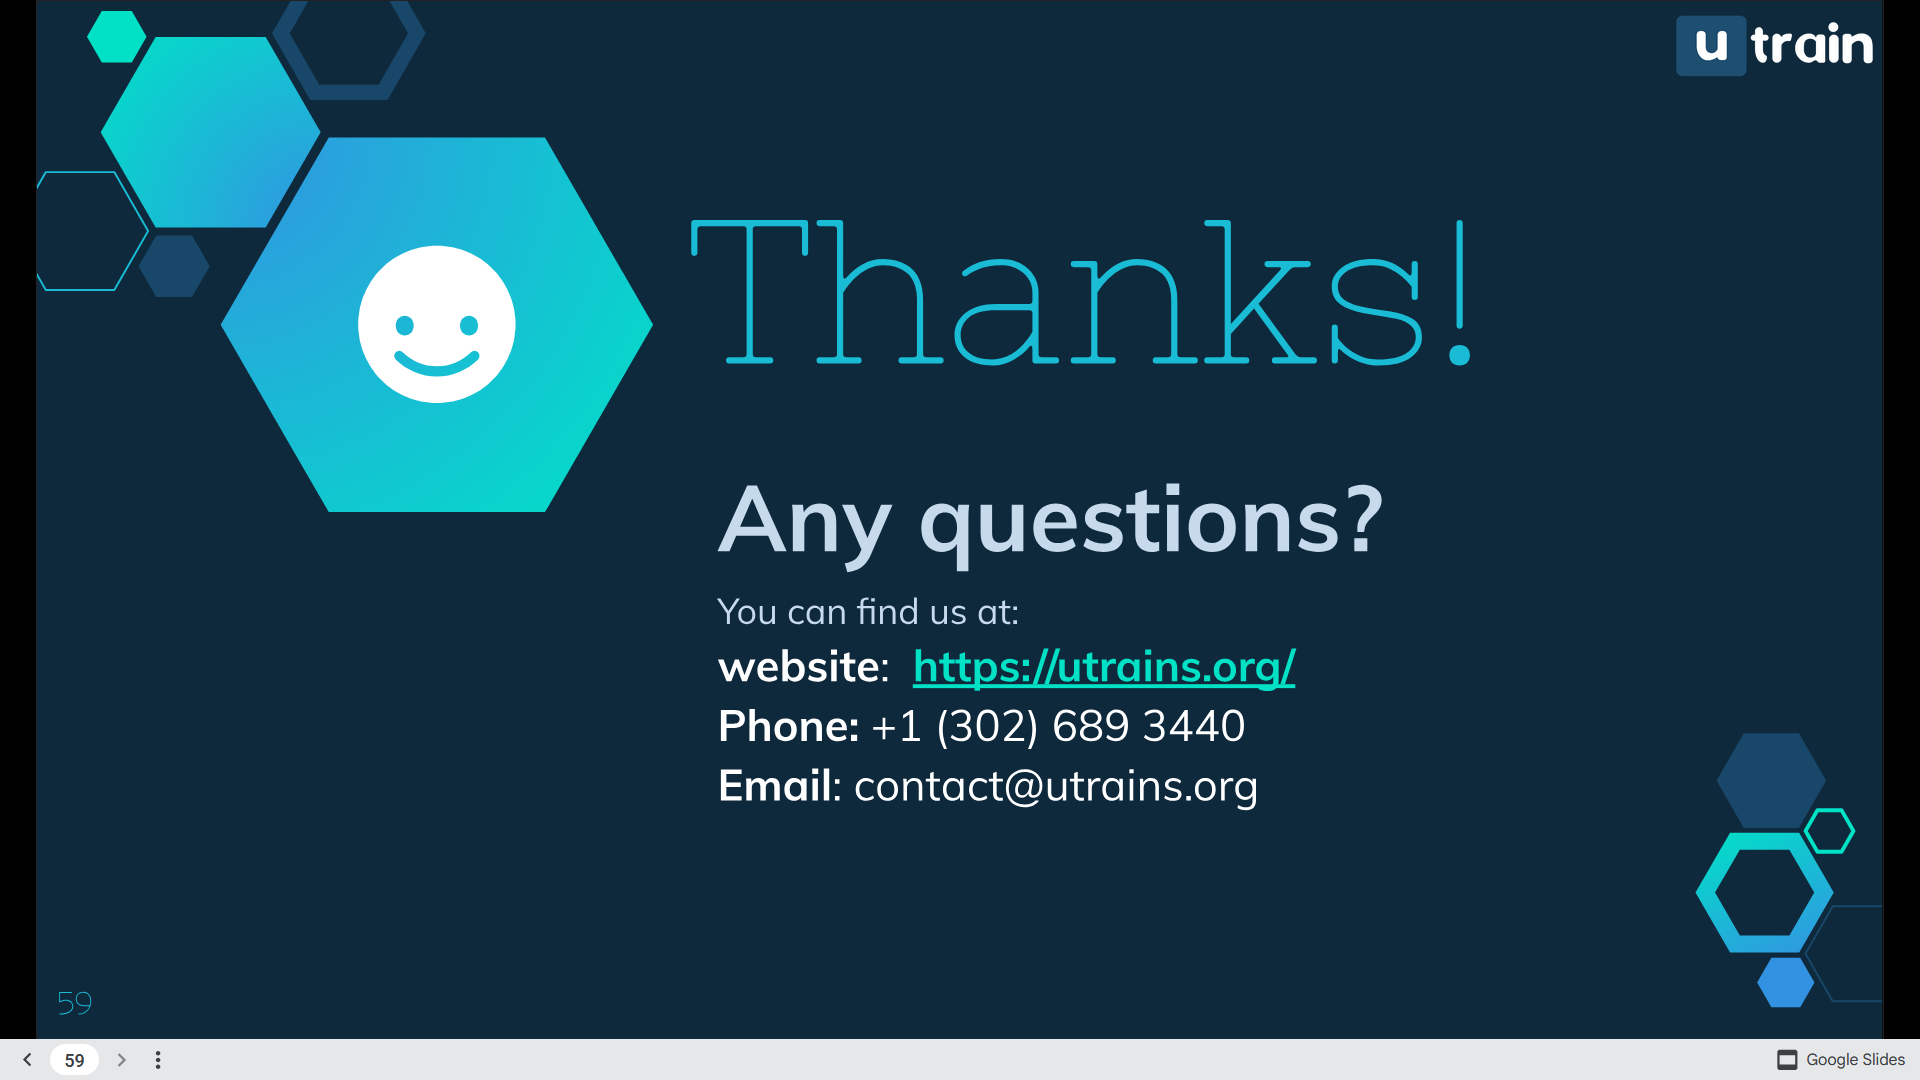 u train
Thanks!
Any questions?
You can find us at:
website: https://utrains.org/
Phone: +1 (302) 689 3440
Email: contact@utrains.org
59
59
Google Slides